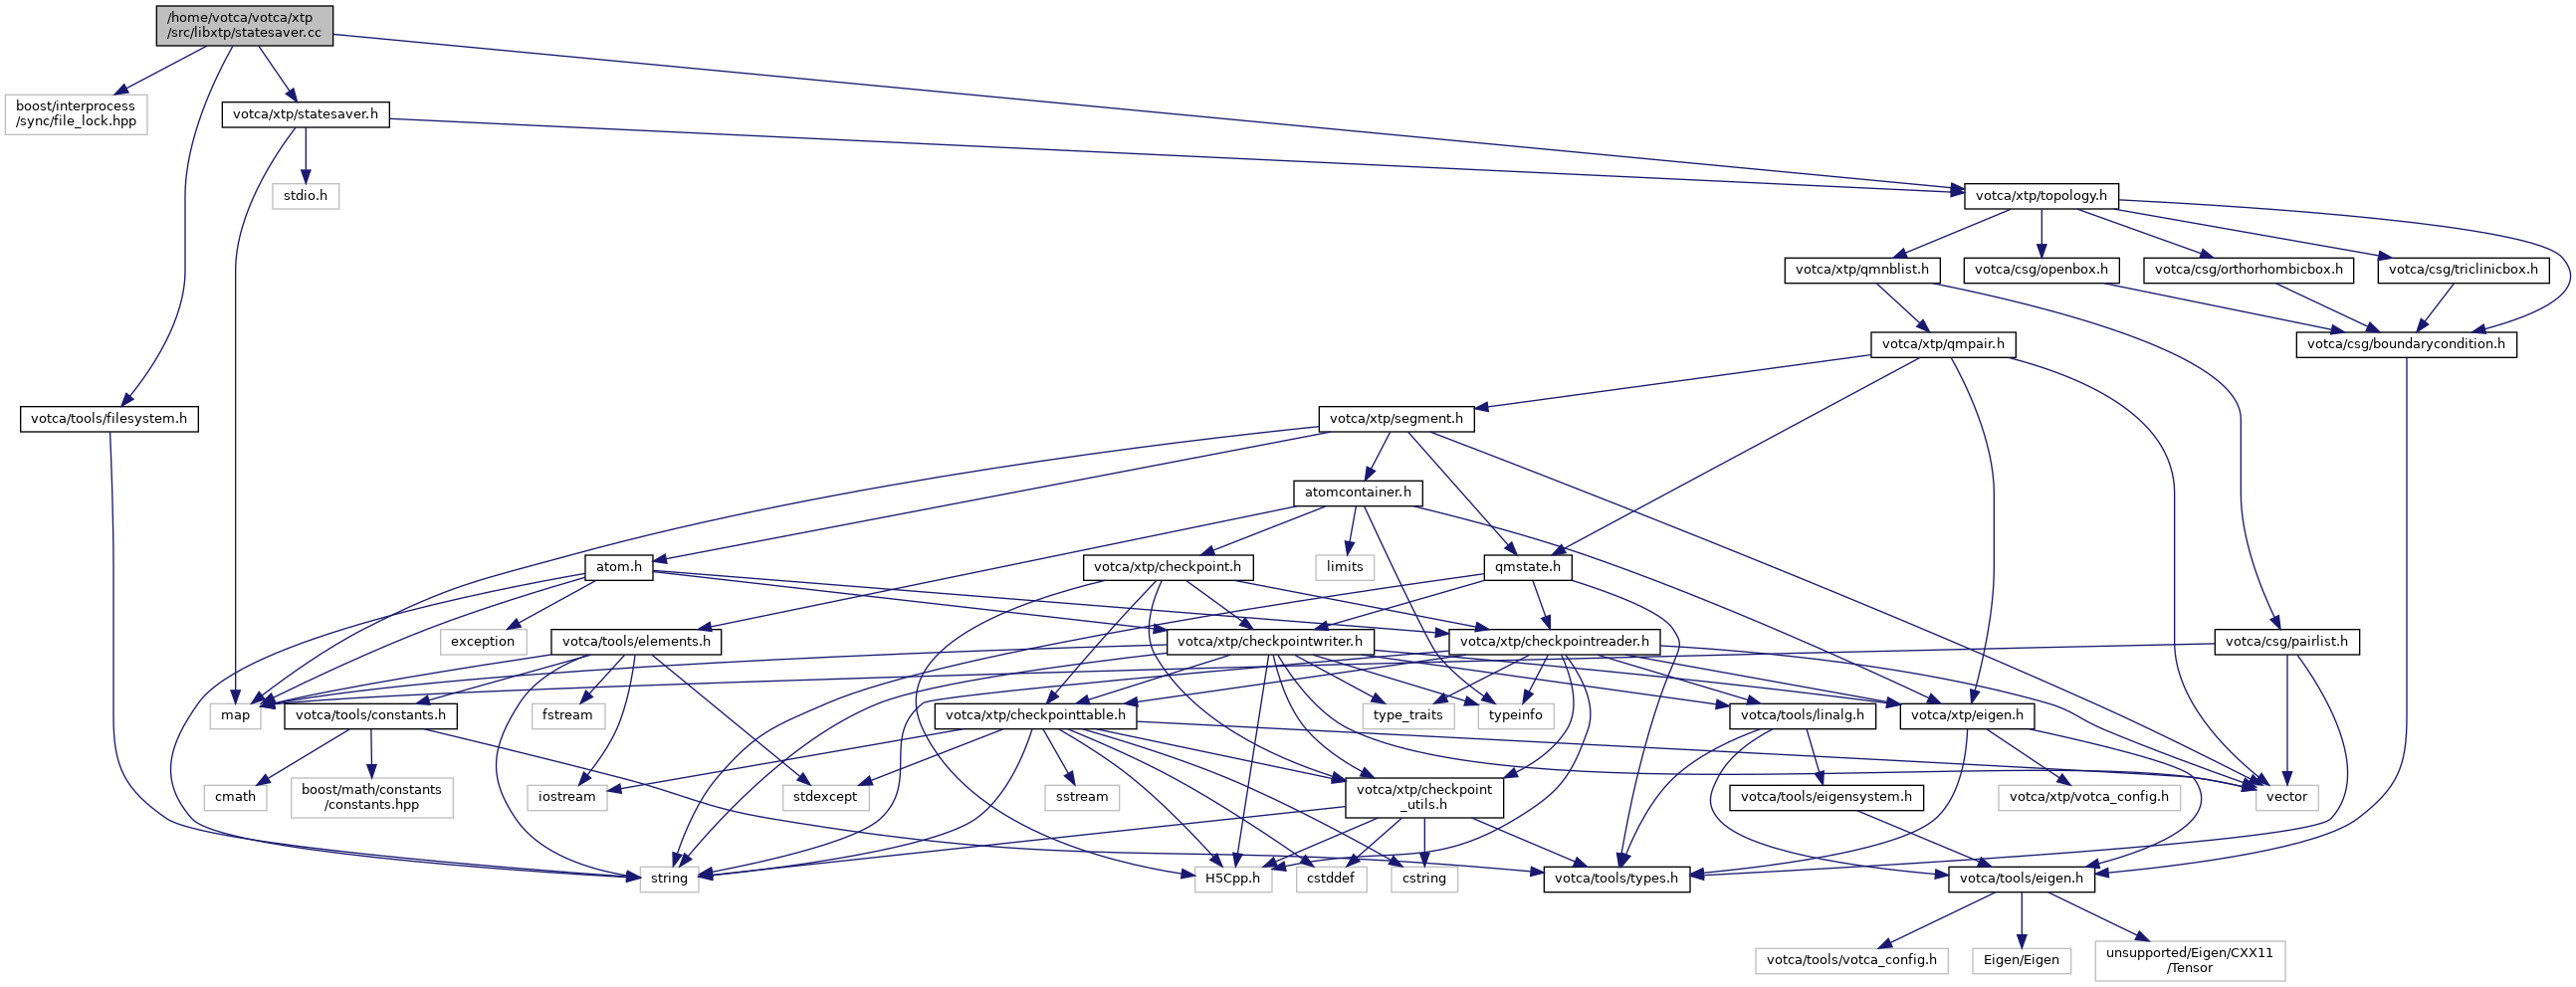 /home/votca/votca/xtp
/src/libxtp/statesaver.cc
boost/interprocess
/sync/file_lock.hpp
votca/xtp/statesaver.h
stdio.h
votca/xtp/topology.h
votca/xtp/qmnblist.h
votca/csg/openbox.h
votca/csg/orthorhombicbox.h
votca/csg/triclinicbox.h
votca/xtp/qmpair.h
votca/csg/boundarycondition.h
votca/tools/filesystem.h
votca/xtp/segment.h
atomcontainer.h
atom.h
votca/xtp/checkpoint.h
limits
qmstate.h
exception
votca/tools/elements.h
votca/xtp/checkpointwriter.h
votca/xtp/checkpointreader.h
votca/csg/pairlist.h
map
votca/tools/constants.h
fstream
votca/xtp/checkpointtable.h
type_traits
typeinfo
votca/tools/linalg.h
votca/xtp/eigen.h
cmath
boost/math/constants
/constants.hpp
iostream
stdexcept
sstream
votca/xtp/checkpoint
_utils.h
votca/tools/eigensystem.h
votca/xtp/votca_config.h
vector
string
H5Cpp.h
cstddef
cstring
votca/tools/types.h
votca/tools/eigen.h
votca/tools/votca_config.h
Eigen/Eigen
unsupported/Eigen/CXX11
/Tensor